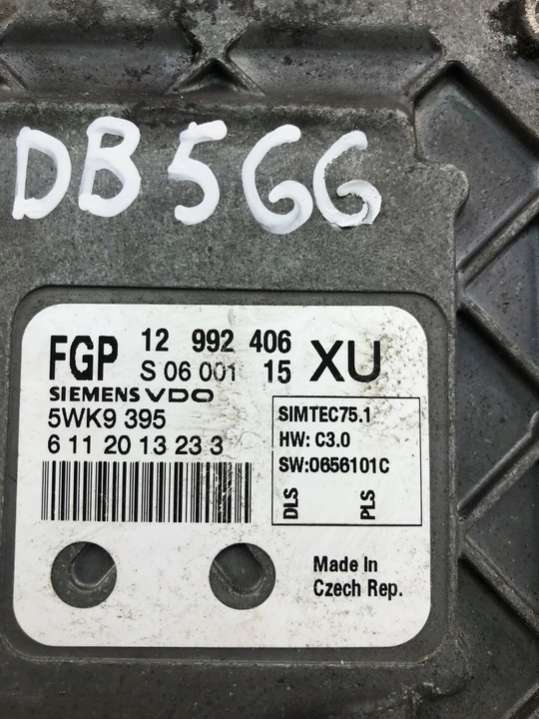 DB5GG
FGP 12 992 406 XU
S 06 001 15
SIEMENS VDO
5WK9 395
6 11 20 13 23 3
SIMTEC75.1
HW: C3.0
SW:0656101C
DLS PLS
Made In
Czech Rep.